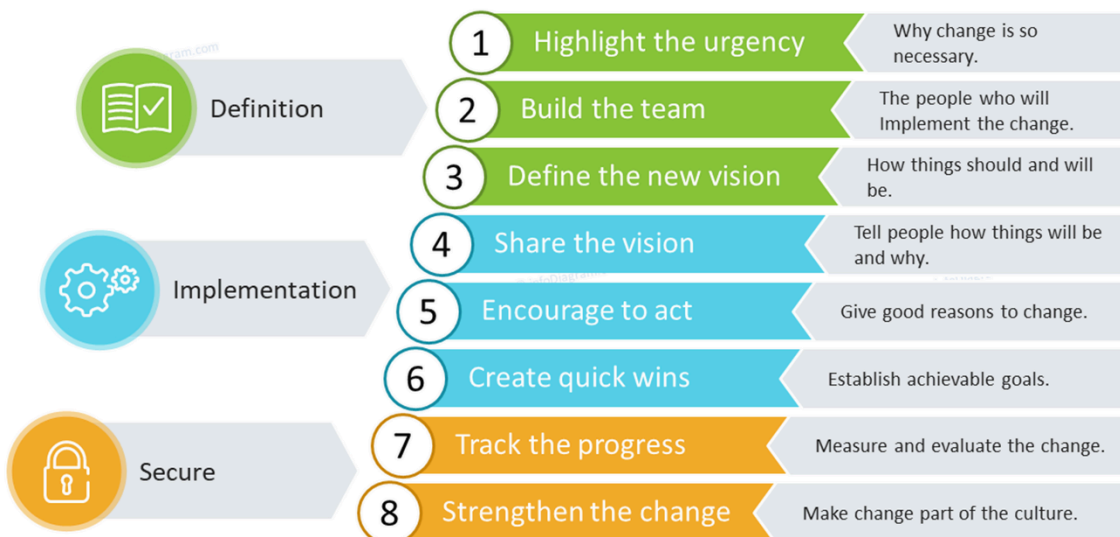 Definition
1
Highlight the urgency
Why change is so
necessary.
2
Build the team
The people who will
Implement the change.
3
Define the new vision
How things should and will
be.
Implementation
4
Share the vision
Tell people how things will be
and why.
5
Encourage to act
Give good reasons to change.
6
Create quick wins
Establish achievable goals.
Secure
7
Track the progress
Measure and evaluate the change.
8
Strengthen the change
Make change part of the culture.